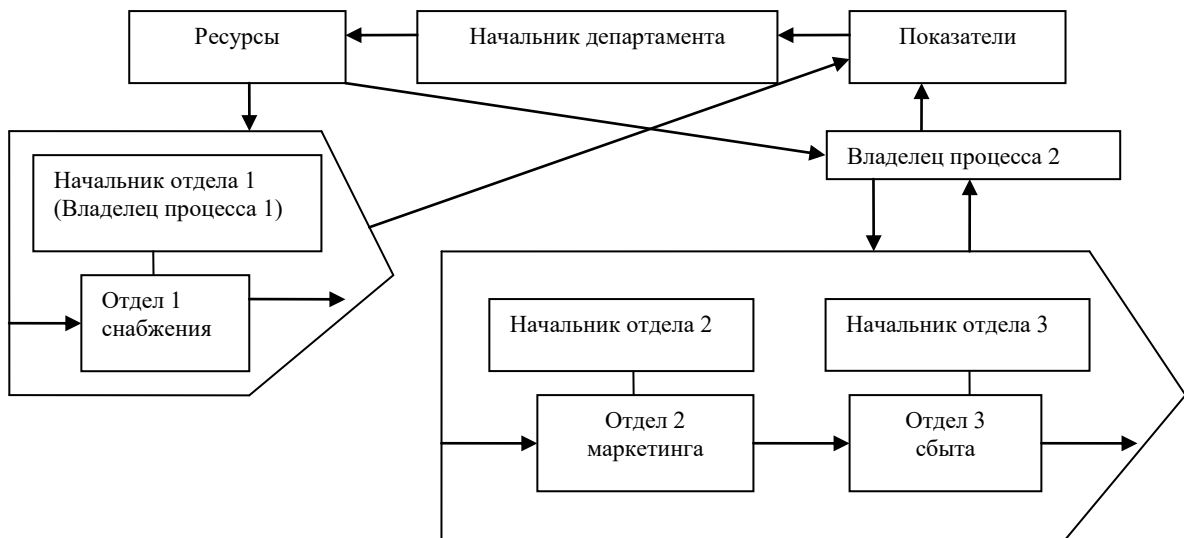 Ресурсы
Начальник департамента
Показатели
Владелец процесса 2
Начальник отдела 1
(Владелец процесса 1)
Отдел 1
снабжения
Начальник отдела 2
Начальник отдела 3
Отдел 2
маркетинга
Отдел 3
сбыта